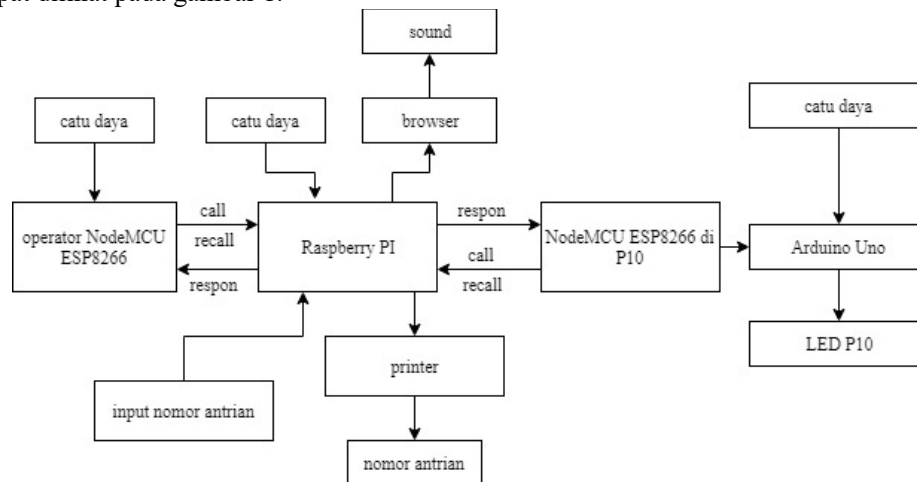 sound
catu daya
catu daya
browser
catu daya
operator NodeMCU
ESP8266
call
recall
respon
Raspberry PI
respon
call
recall
NodeMCU ESP8266 di
P10
Arduino Uno
LED P10
input nomor antrian
printer
nomor antrian